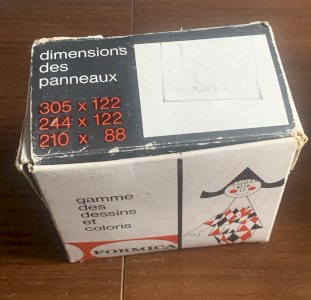 dimensions
des
panneaux
305 x 122
244 x 122
210 x 88
gamme
des
dessins
et
coloris
FORMICA